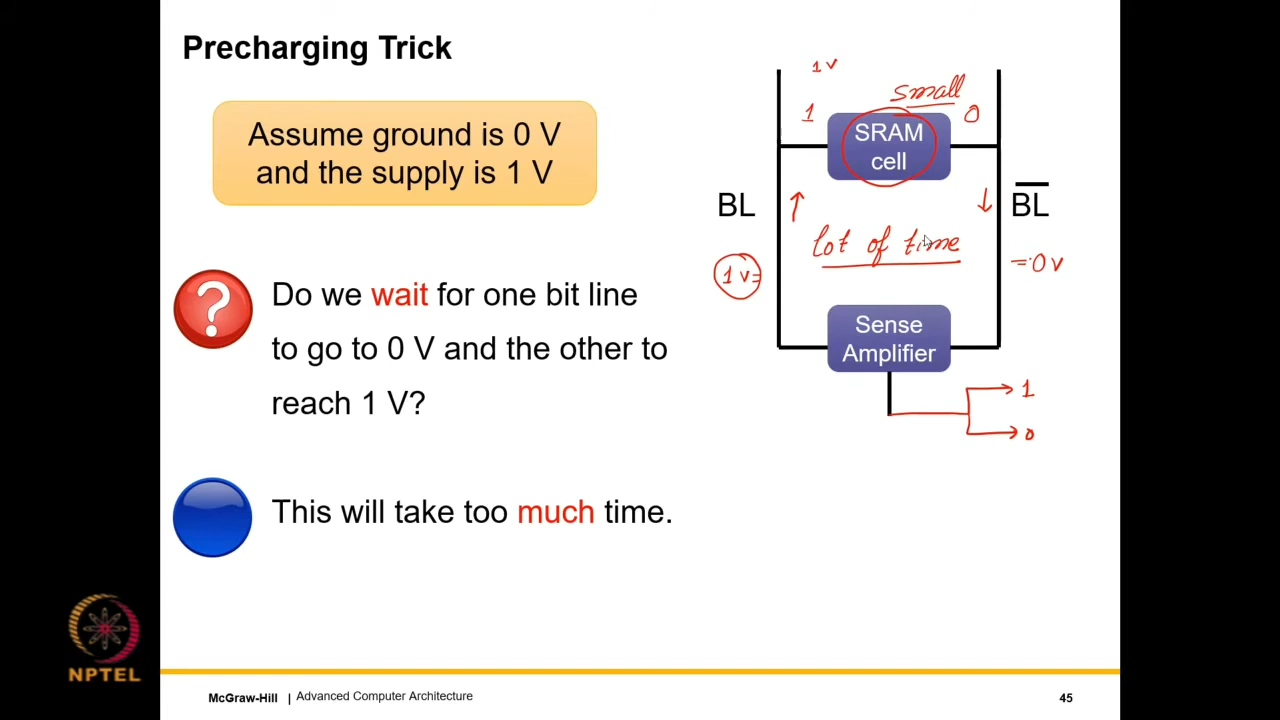 Precharging Trick
Assume ground is 0 V
and the supply is 1 V
Do we wait for one bit line
to go to 0 V and the other to
reach 1 V?
This will take too much time.
1 V
small
1
0
SRAM
cell
BL
B̅L̅
lot of time
1 V=
= 0 V
Sense
Amplifier
1
0
?
NPTEL
McGraw-Hill | Advanced Computer Architecture
45